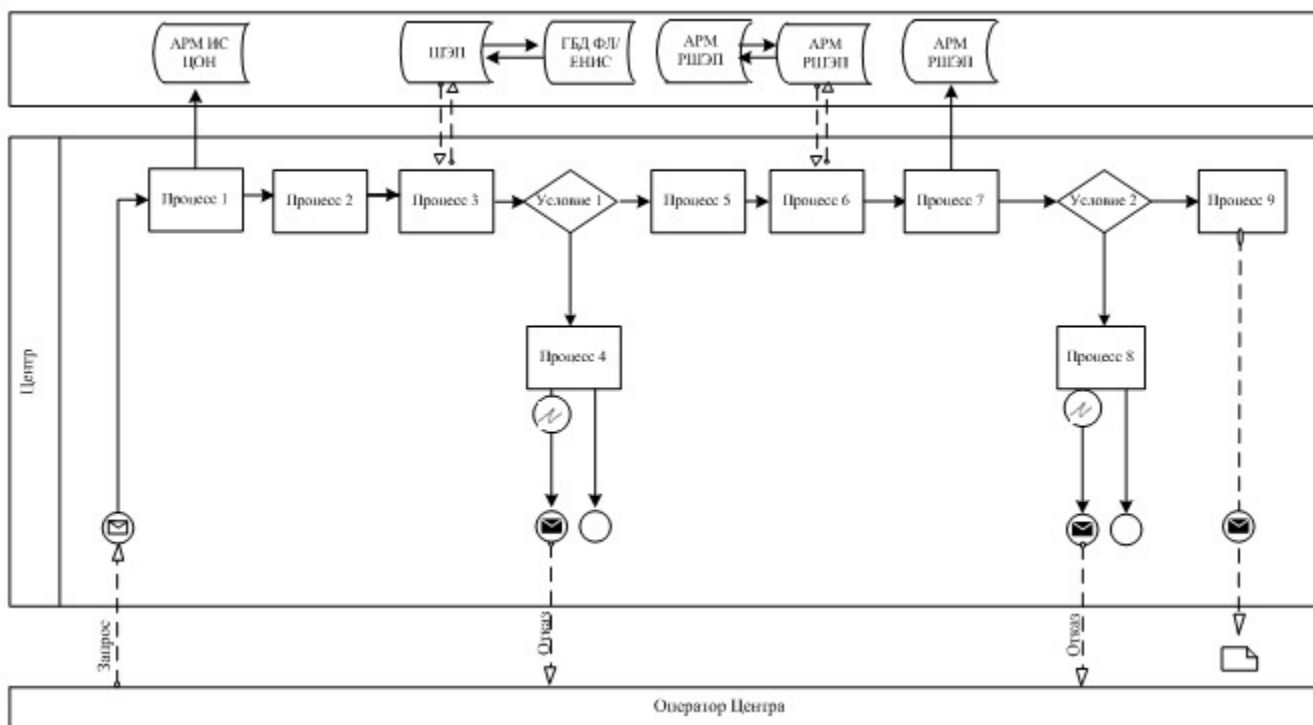 АРМ ИС
ЦОН
ШЭП
ГБД ФЛ/
ЕНИС
АРМ
РШЭП
АРМ
РШЭП
АРМ
РШЭП
Центр
Процесс 1
Процесс 2
Процесс 3
Условие 1
Процесс 5
Процесс 6
Процесс 7
Условие 2
Процесс 9
Процесс 4
Процесс 8
Запрос
Отказ
Отказ
Оператор Центра